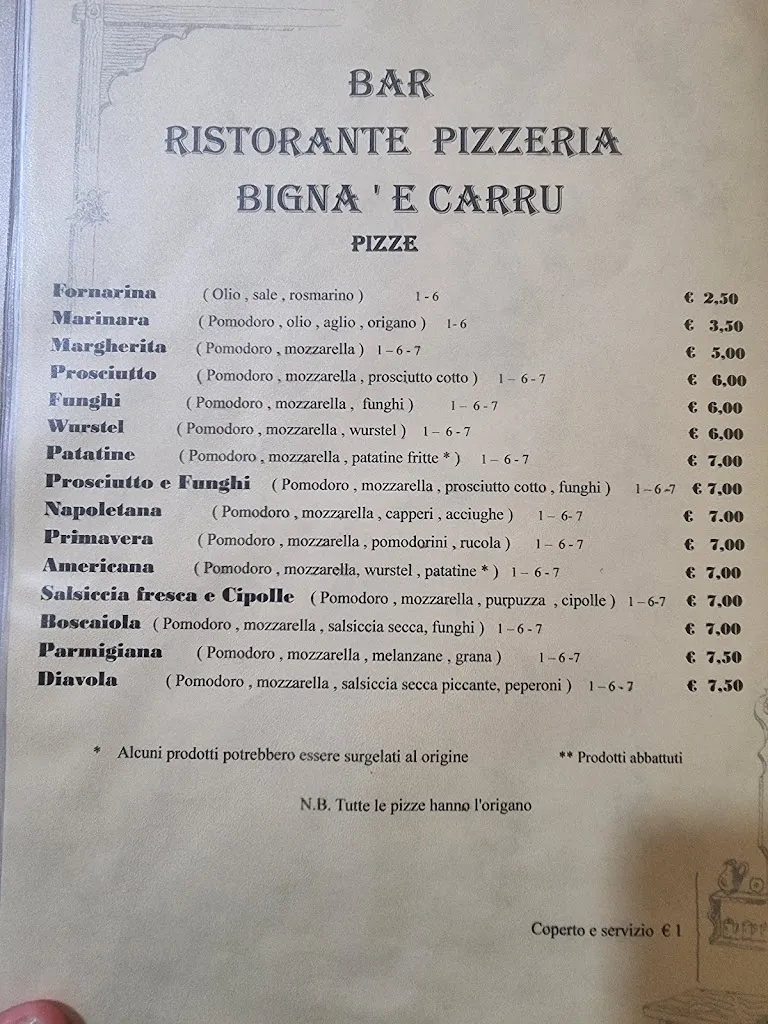 BAR
RISTORANTE PIZZERIA
BIGNA ' E CARRU
PIZZE
Fornarina ( Olio , sale , rosmarino ) 1 - 6 € 2,50
Marinara ( Pomodoro , olio , aglio , origano ) 1-6 € 3,50
Margherita ( Pomodoro , mozzarella ) 1 – 6 - 7 € 5,00
Prosciutto ( Pomodoro , mozzarella , prosciutto cotto ) 1 – 6 - 7 € 6,00
Funghi ( Pomodoro , mozzarella , funghi ) 1 – 6 - 7 € 6,00
Wurstel ( Pomodoro , mozzarella , wurstel ) 1 – 6 - 7 € 6,00
Patatine ( Pomodoro , mozzarella , patatine fritte * ) 1 – 6 - 7 € 7,00
Prosciutto e Funghi ( Pomodoro , mozzarella , prosciutto cotto , funghi ) 1 – 6 -7 € 7,00
Napoletana ( Pomodoro , mozzarella , capperi , acciughe ) 1 – 6- 7 € 7.00
Primavera ( Pomodoro , mozzarella , pomodorini , rucola ) 1 – 6 - 7 € 7,00
Americana ( Pomodoro , mozzarella, wurstel , patatine * ) 1 – 6 - 7 € 7,00
Salsiccia fresca e Cipolle ( Pomodoro , mozzarella , purpuzza , cipolle ) 1 – 6-7 € 7,00
Boscaiola ( Pomodoro , mozzarella , salsiccia secca, funghi ) 1 – 6 - 7 € 7,00
Parmigiana ( Pomodoro , mozzarella , melanzane , grana ) 1 – 6 -7 € 7,50
Diavola ( Pomodoro , mozzarella , salsiccia secca piccante, peperoni ) 1 – 6 - 7 € 7,50
* Alcuni prodotti potrebbero essere surgelati al origine ** Prodotti abbattuti
N.B. Tutte le pizze hanno l'origano
Coperto e servizio € 1